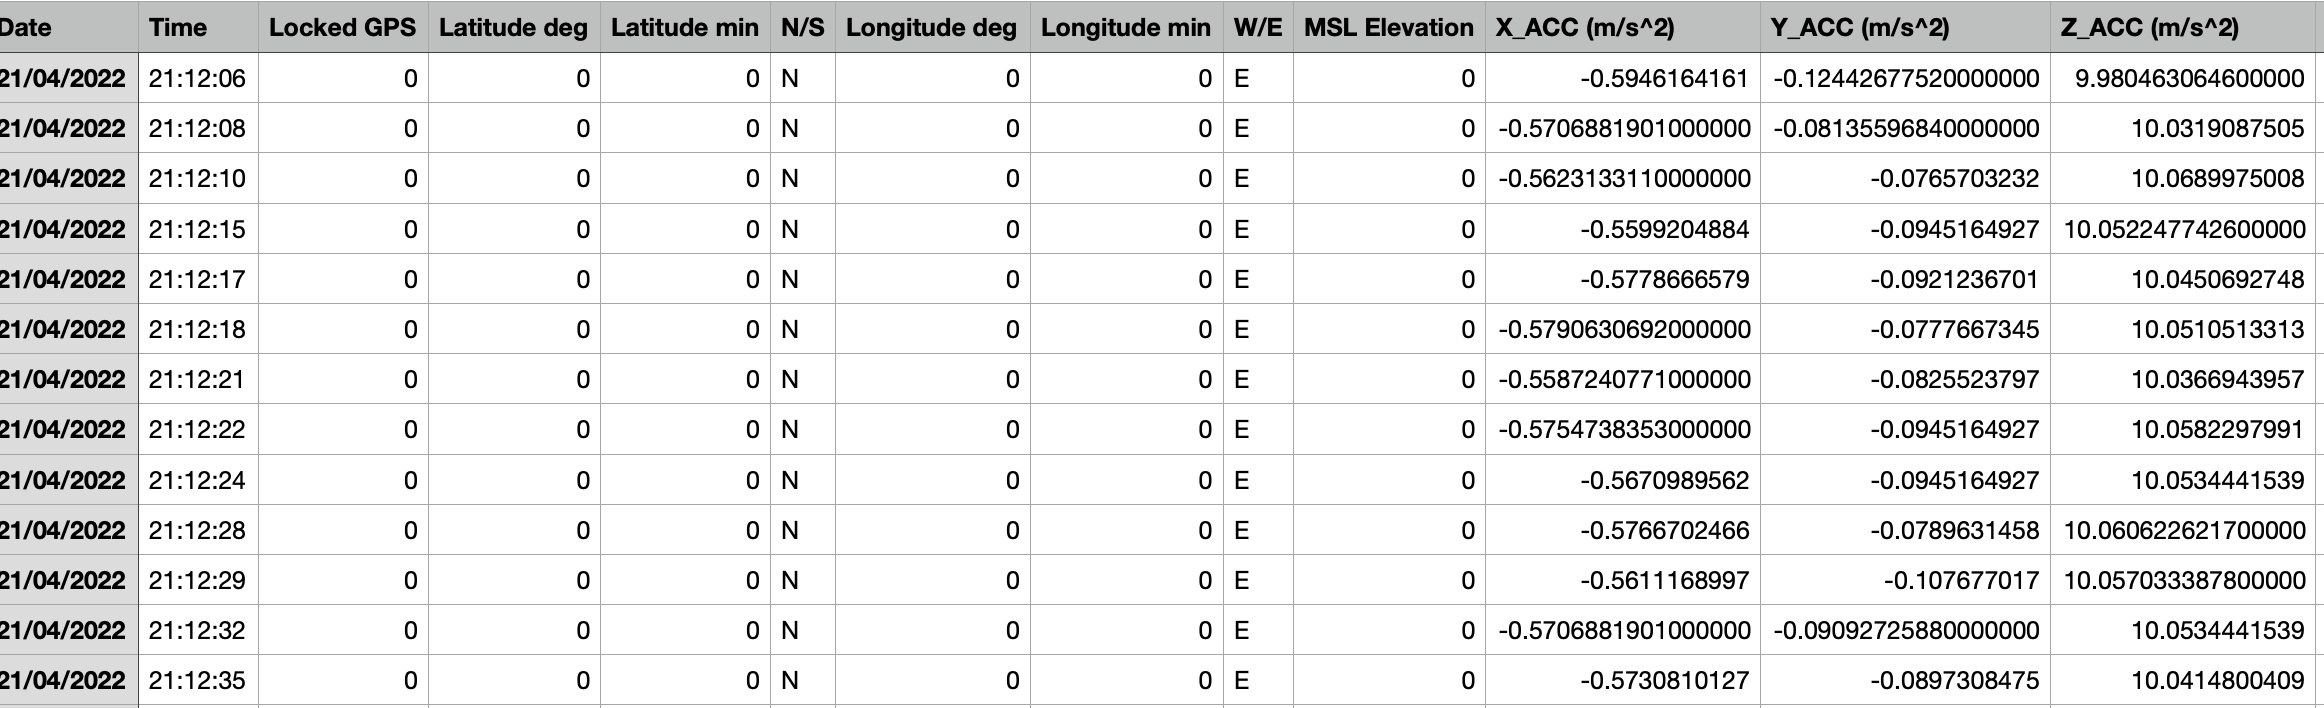 Date Time Locked GPS Latitude deg Latitude min N/S Longitude deg Longitude min W/E MSL Elevation X_ACC (m/s^2) Y_ACC (m/s^2) Z_ACC (m/s^2)
21/04/2022 21:12:06 0 0 0 N 0 0 E 0 -0.5946164161 -0.12442677520000000 9.980463064600000
21/04/2022 21:12:08 0 0 0 N 0 0 E 0 -0.5706881901000000 -0.08135596840000000 10.0319087505
21/04/2022 21:12:10 0 0 0 N 0 0 E 0 -0.5623133110000000 -0.0765703232 10.0689975008
21/04/2022 21:12:15 0 0 0 N 0 0 E 0 -0.5599204884 -0.0945164927 10.052247742600000
21/04/2022 21:12:17 0 0 0 N 0 0 E 0 -0.5778666579 -0.0921236701 10.0450692748
21/04/2022 21:12:18 0 0 0 N 0 0 E 0 -0.5790630692000000 -0.0777667345 10.0510513313
21/04/2022 21:12:21 0 0 0 N 0 0 E 0 -0.5587240771000000 -0.0825523797 10.0366943957
21/04/2022 21:12:22 0 0 0 N 0 0 E 0 -0.5754738353000000 -0.0945164927 10.0582297991
21/04/2022 21:12:24 0 0 0 N 0 0 E 0 -0.5670989562 -0.0945164927 10.0534441539
21/04/2022 21:12:28 0 0 0 N 0 0 E 0 -0.5766702466 -0.0789631458 10.060622621700000
21/04/2022 21:12:29 0 0 0 N 0 0 E 0 -0.5611168997 -0.107677017 10.057033387800000
21/04/2022 21:12:32 0 0 0 N 0 0 E 0 -0.5706881901000000 -0.09092725880000000 10.0534441539
21/04/2022 21:12:35 0 0 0 N 0 0 E 0 -0.5730810127 -0.0897308475 10.0414800409